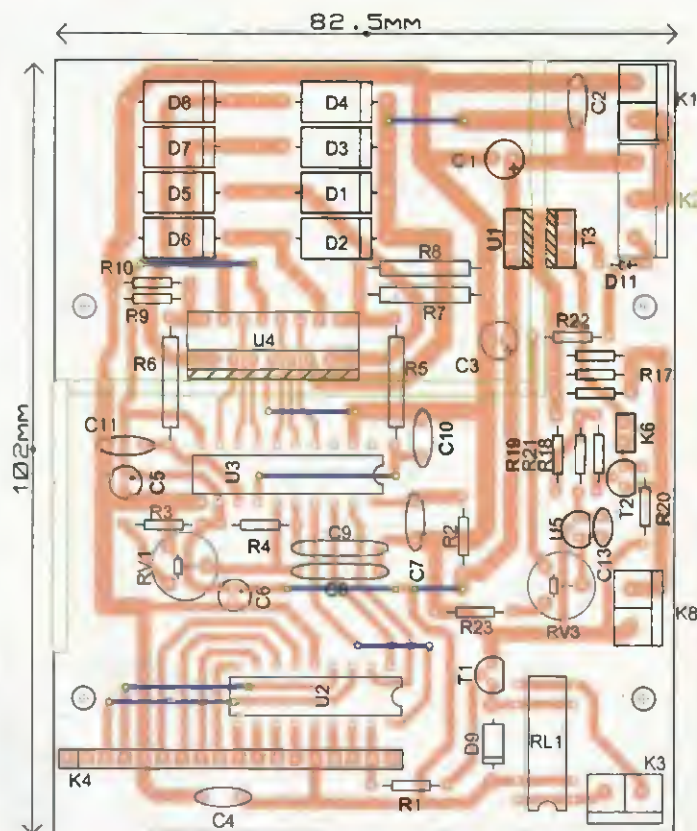 82.5mm
102mm
D8
D4
C2
K1
D7
D3
C1
D5
D1
U1
T3
K2
D6
D2
R10
R8
D11
R9
R7
R22
U4
R6
R5
C3
R17
C11
C10
K6
R19
R21
R18
C5
U3
T2
R20
R3
R4
C9
C7
R2
U5
C13
RV1
C8
C6
RV3
K8
R23
T1
U2
D9
RL1
K4
K3
R1
C4